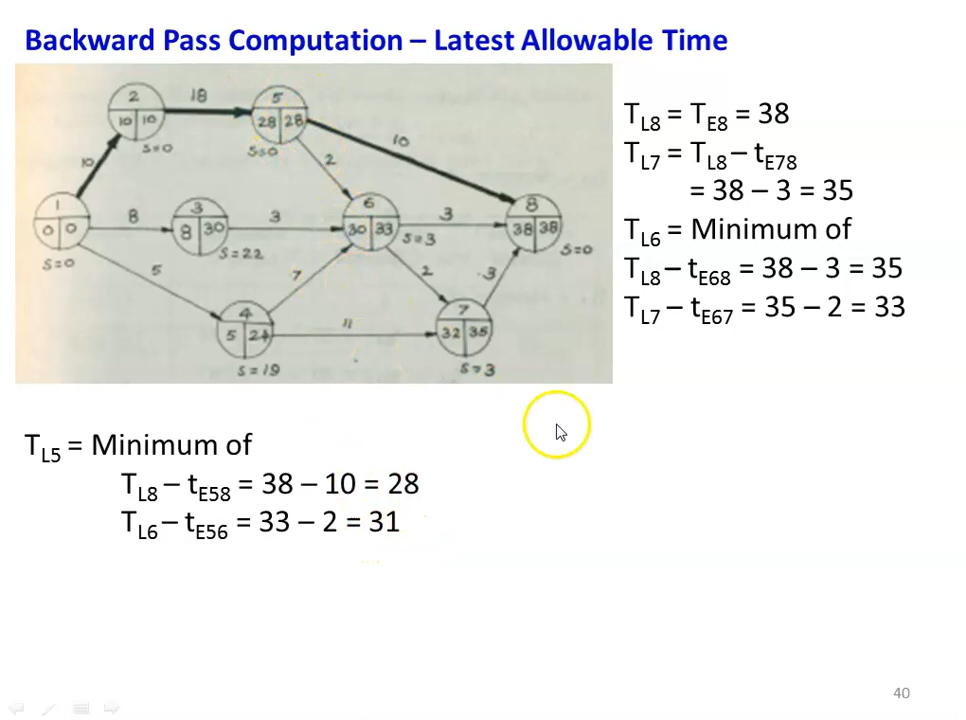 Backward Pass Computation – Latest Allowable Time
2
18
5
10 10
28 28
S=0
S=0
10
10
2
1
8
3
3
6
3
8
0 0
8 30
30 33
38 38
S=0
S=22
S=3
S=0
5
7
2
3
4
11
7
5 24
32 35
S=19
S=3
TL8 = TE8 = 38
TL7 = TL8 – tE78
= 38 – 3 = 35
TL6 = Minimum of
TL8 – tE68 = 38 – 3 = 35
TL7 – tE67 = 35 – 2 = 33
TL5 = Minimum of
TL8 – tE58 = 38 – 10 = 28
TL6 – tE56 = 33 – 2 = 31
40